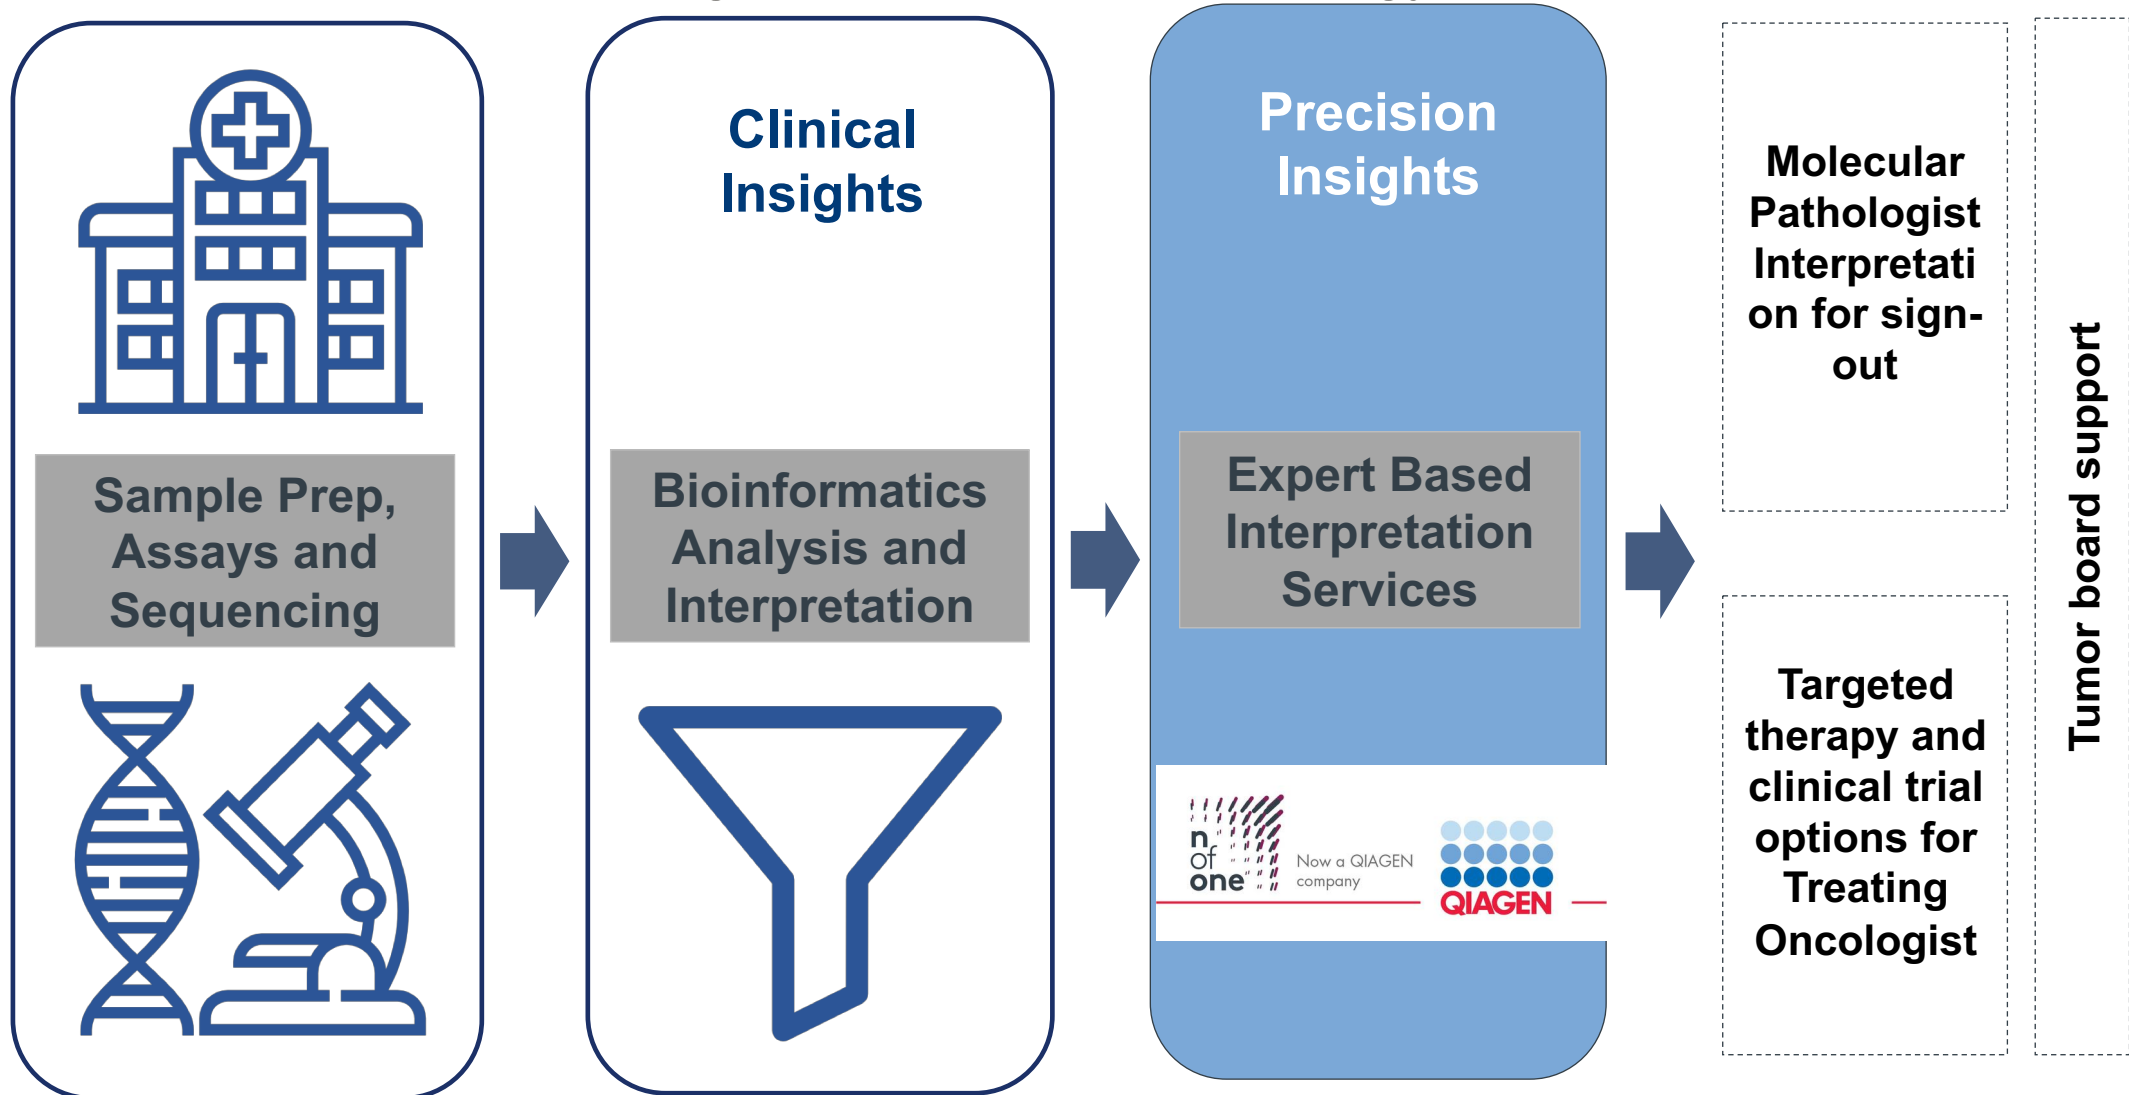 Sample Prep,
Assays and
Sequencing
Clinical
Insights
Bioinformatics
Analysis and
Interpretation
Precision
Insights
Expert Based
Interpretation
Services
n
of
one
Now a QIAGEN
company
QIAGEN
Molecular
Pathologist
Interpretati
on for sign-
out
Targeted
therapy and
clinical trial
options for
Treating
Oncologist
Tumor board support